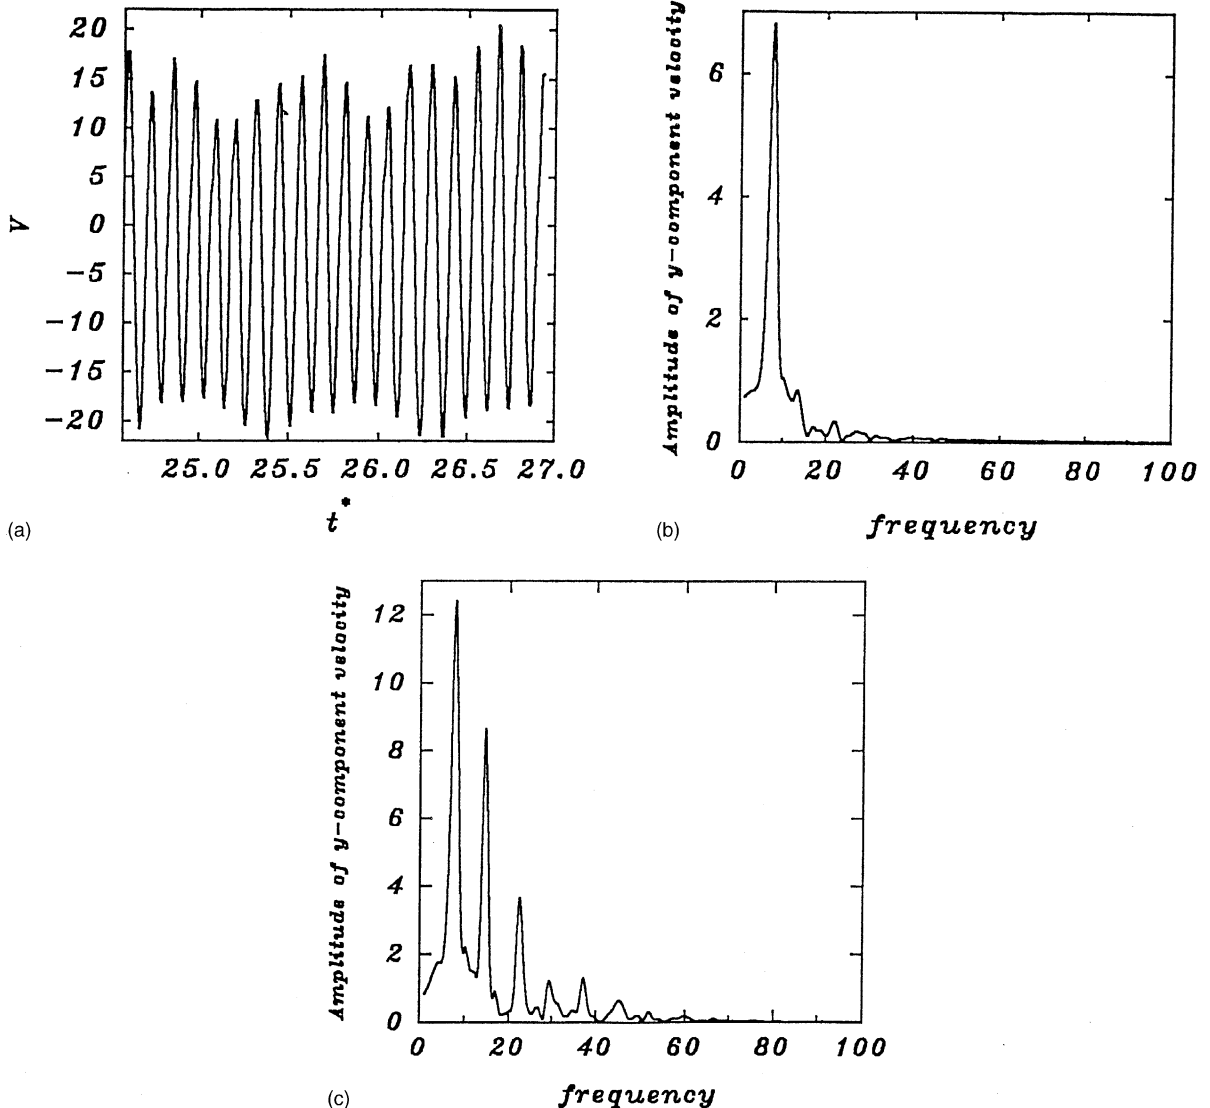 20
15
10
5
0
−5
−10
−15
−20
V
25.0 25.5 26.0 26.5 27.0
t*
(a)
Amplitude of y-component velocity
6
4
2
0
0 20 40 60 80 100
frequency
(b)
Amplitude of y-component velocity
12
10
8
6
4
2
0
0 20 40 60 80 100
frequency
(c)